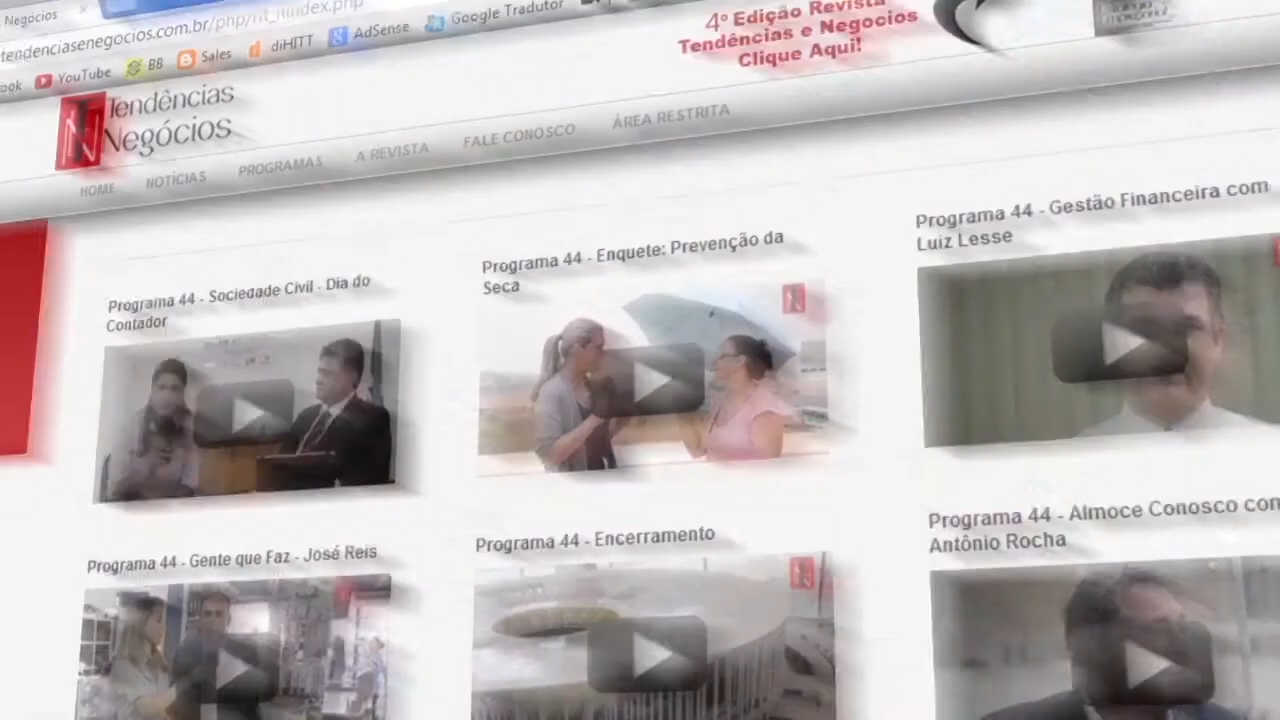 Negócios
tendenciasenegocios.com.br/php/
index.php
ook YouTube BB Sales diHITT AdSense Google Tradutor
4º Edição Revista
Tendências e Negocios
Clique Aqui!
Tendências
Negócios
HOME NOTÍCIAS PROGRAMAS A REVISTA FALE CONOSCO ÁREA RESTRITA
Programa 44 - Sociedade Civil - Dia do
Contador
Programa 44 - Enquete: Prevenção da
Seca
Programa 44 - Gestão Financeira com
Luiz Lesse
Programa 44 - Gente que Faz - José Reis
Programa 44 - Encerramento
Programa 44 - Almoce Conosco com
Antônio Rocha